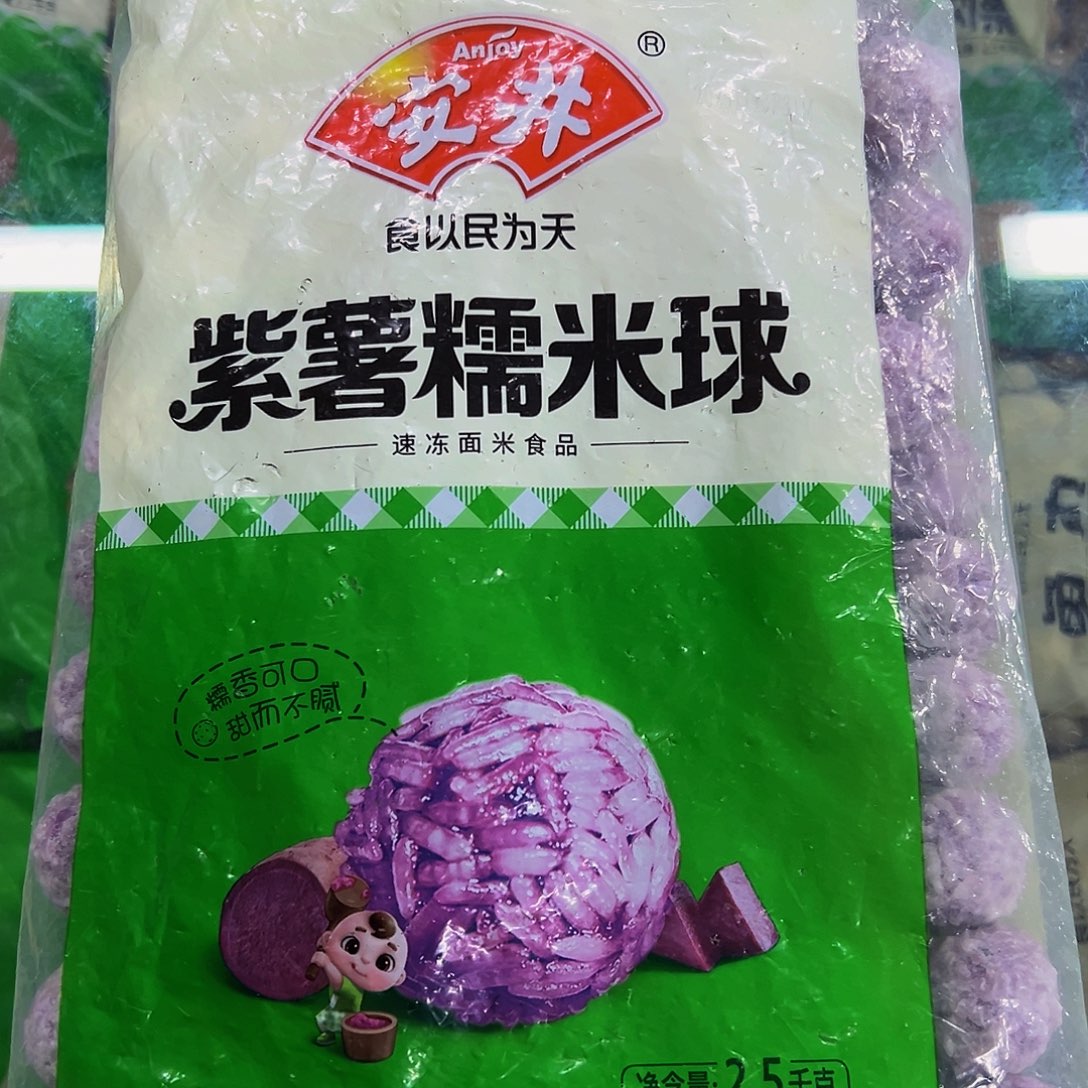 Anjoy
®
安井
食以民为天
紫薯糯米球
速冻面米食品
糯香可口
甜而不腻
净含量:2.5千克